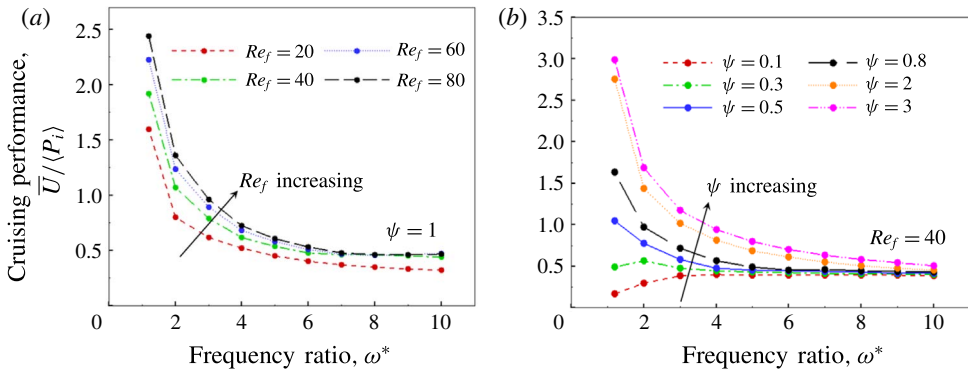 (a)
Cruising performance,
U̅/⟨P_i⟩
2.5
2.0
1.5
1.0
0.5
0
2
4
6
8
10
Re_f = 20
Re_f = 60
Re_f = 40
Re_f = 80
Re_f increasing
ψ = 1
Frequency ratio, ω*
(b)
3.5
3.0
2.5
2.0
1.5
1.0
0.5
0
2
4
6
8
10
ψ = 0.1
ψ = 0.8
ψ = 0.3
ψ = 2
ψ = 0.5
ψ = 3
ψ increasing
Re_f = 40
Frequency ratio, ω*